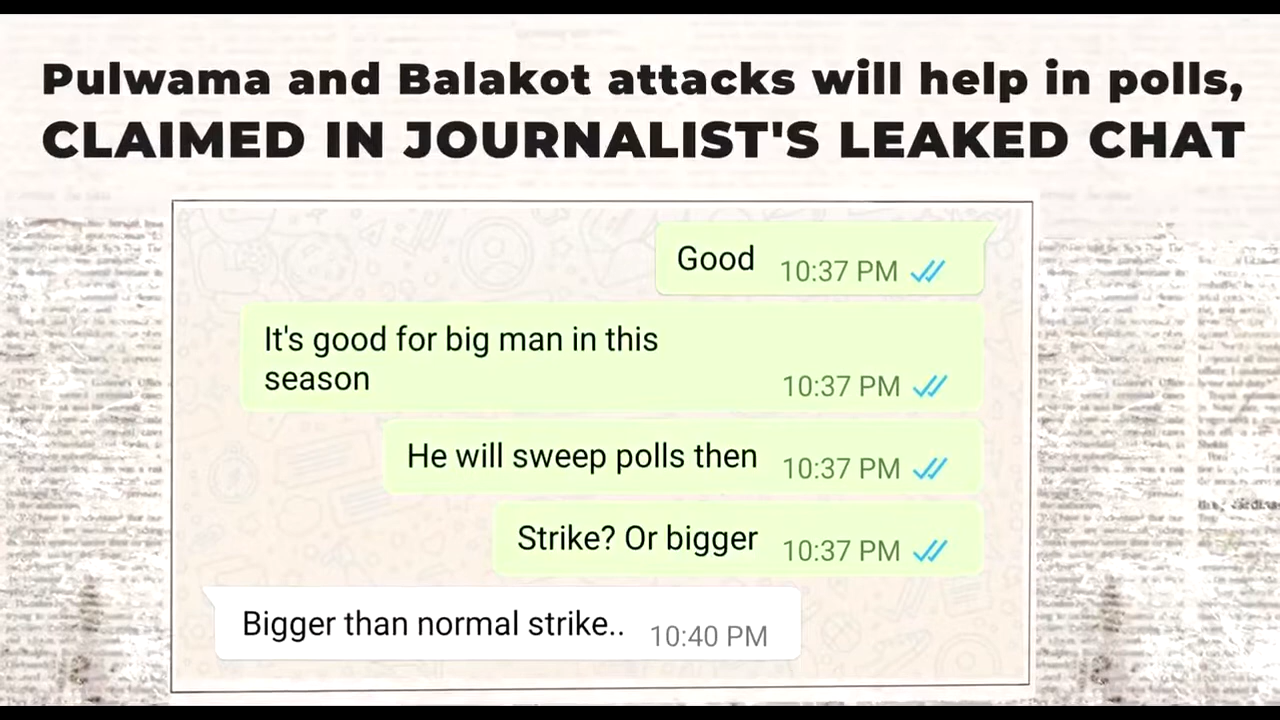 Pulwama and Balakot attacks will help in polls,
CLAIMED IN JOURNALIST'S LEAKED CHAT
Good 10:37 PM
It's good for big man in this
season 10:37 PM
He will sweep polls then 10:37 PM
Strike? Or bigger 10:37 PM
Bigger than normal strike.. 10:40 PM